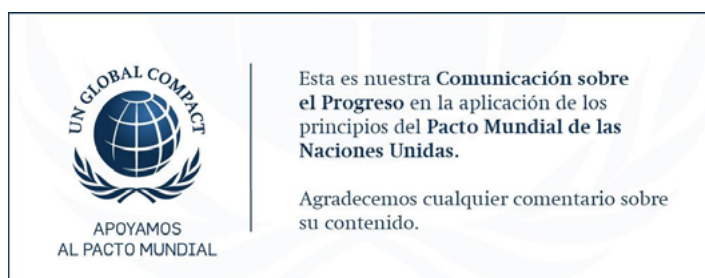 UN GLOBAL COMPACT
APOYAMOS
AL PACTO MUNDIAL
Esta es nuestra Comunicación sobre
el Progreso en la aplicación de los
principios del Pacto Mundial de las
Naciones Unidas.
Agradecemos cualquier comentario sobre
su contenido.